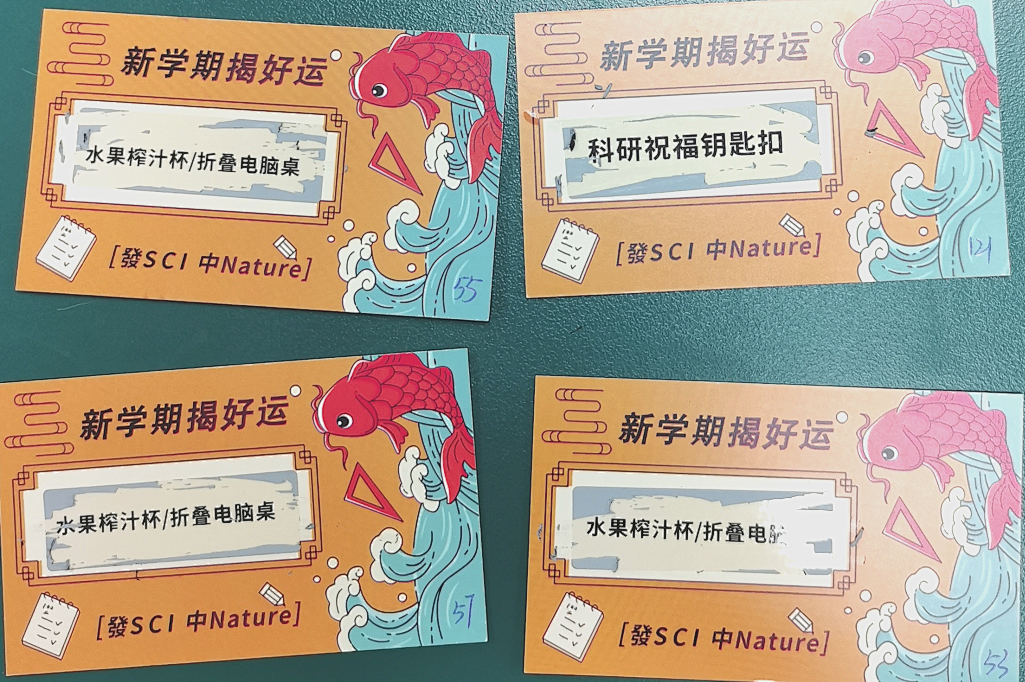 新学期揭好运
水果榨汁杯/折叠电脑桌
[發SCI 中Nature]
55
新学期揭好运
科研祝福钥匙扣
[發SCI 中Nature]
121
新学期揭好运
水果榨汁杯/折叠电脑桌
[發SCI 中Nature]
57
新学期揭好运
水果榨汁杯/折叠电脑
[發SCI 中Nature]
53